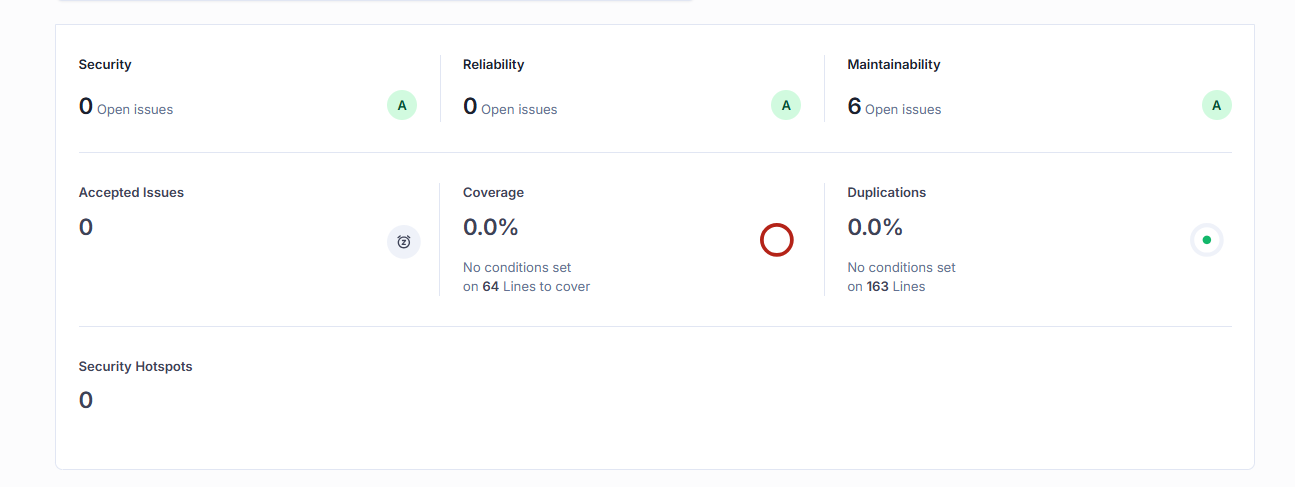 Security
0 Open issues
A
Reliability
0 Open issues
A
Maintainability
6 Open issues
A
Accepted Issues
0
Coverage
0.0%
No conditions set
on 64 Lines to cover
Duplications
0.0%
No conditions set
on 163 Lines
Security Hotspots
0